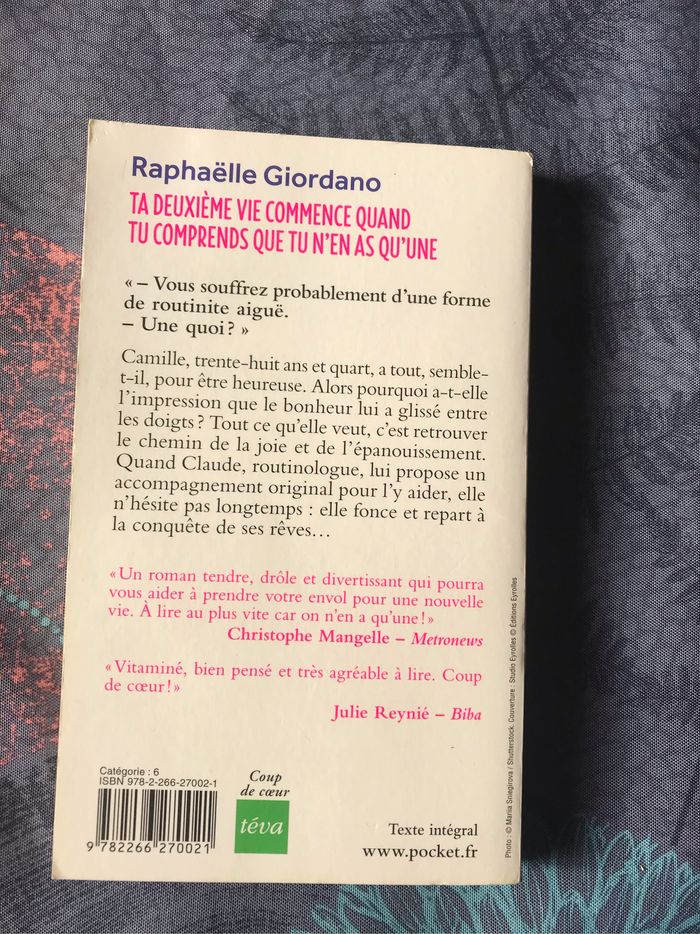 Raphaëlle Giordano
TA DEUXIÈME VIE COMMENCE QUAND
TU COMPRENDS QUE TU N'EN AS QU'UNE
« – Vous souffrez probablement d'une forme
de routinite aiguë.
– Une quoi ? »
Camille, trente-huit ans et quart, a tout, semble-
t-il, pour être heureuse. Alors pourquoi a-t-elle
l'impression que le bonheur lui a glissé entre
les doigts ? Tout ce qu'elle veut, c'est retrouver
le chemin de la joie et de l'épanouissement.
Quand Claude, routinologue, lui propose un
accompagnement original pour l'y aider, elle
n'hésite pas longtemps : elle fonce et repart à
la conquête de ses rêves…
« Un roman tendre, drôle et divertissant qui pourra
vous aider à prendre votre envol pour une nouvelle
vie. À lire au plus vite car on n'en a qu'une ! »
Christophe Mangelle – Metronews
« Vitaminé, bien pensé et très agréable à lire. Coup
de cœur ! »
Julie Reynié – Biba
Catégorie : 6
ISBN 978-2-266-27002-1
9 782266 270021
Coup
de cœur
téva
Texte intégral
www.pocket.fr
Photo : © Mariia Sniegirova / Shutterstock. Couverture : Studio Eyrolles © Éditions Eyrolles